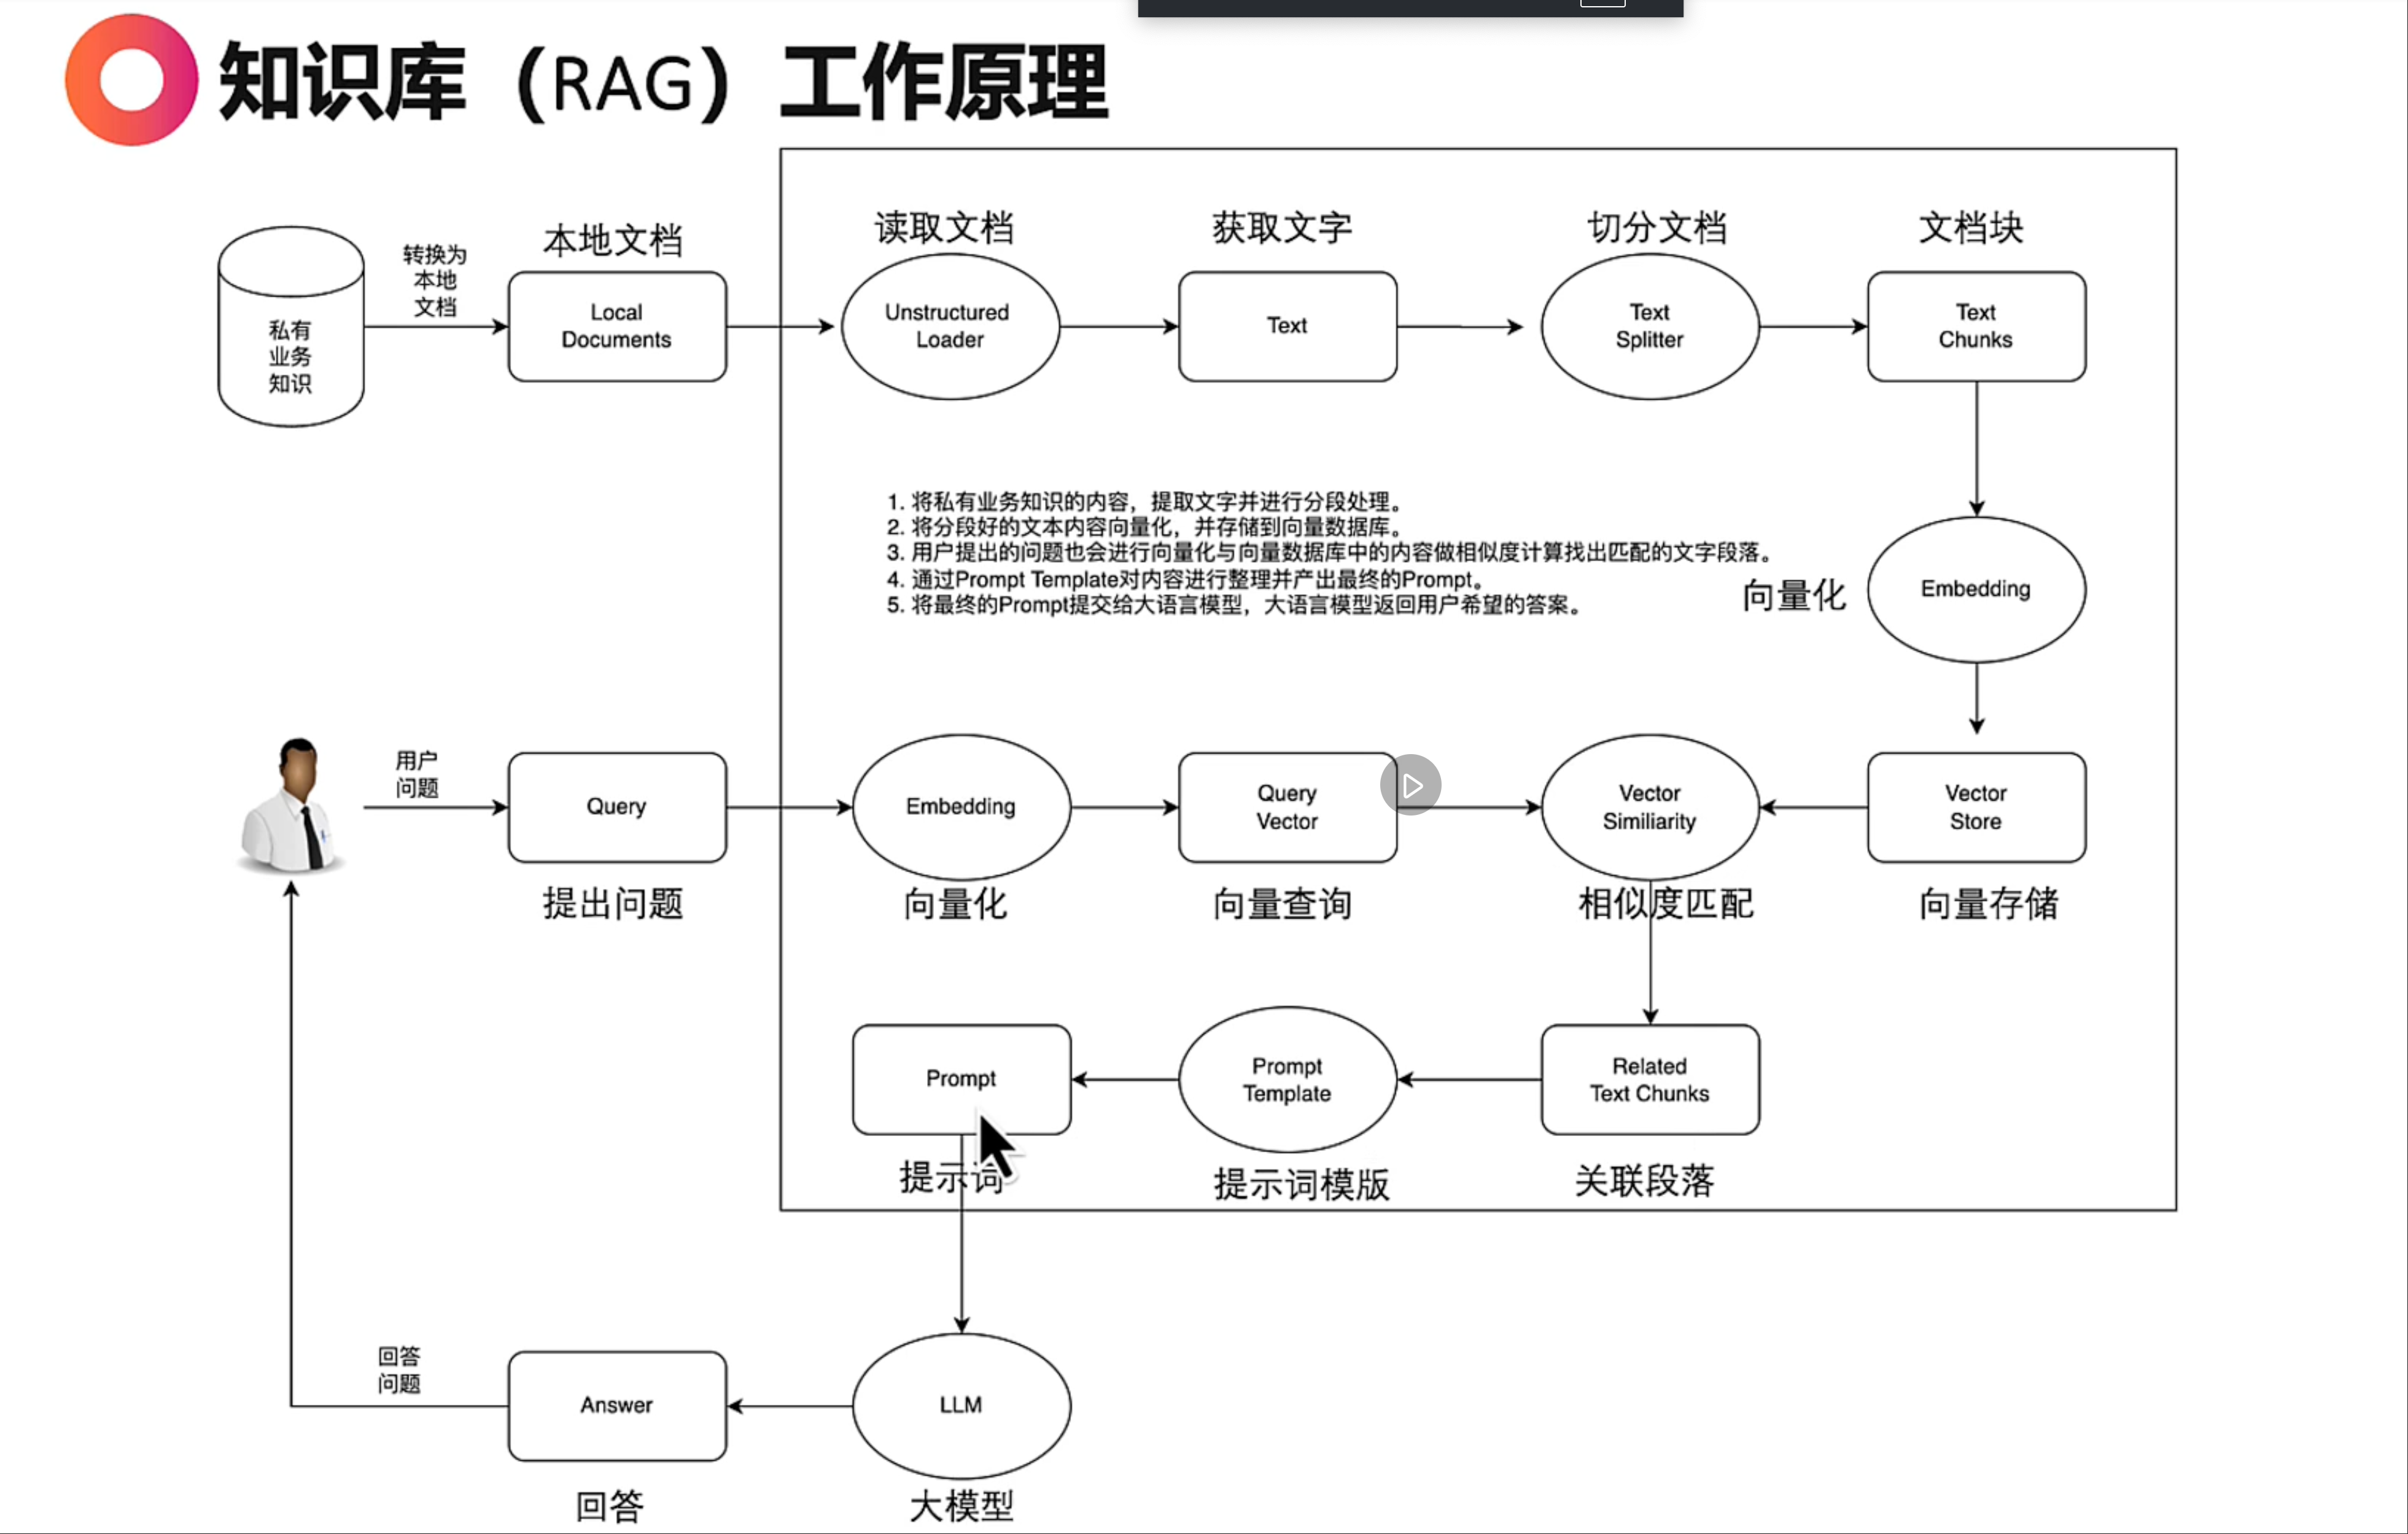 知识库（RAG）工作原理
私有
业务
知识
转换为
本地
文档
本地文档
Local
Documents
读取文档
Unstructured
Loader
获取文字
Text
切分文档
Text
Splitter
文档块
Text
Chunks
1. 将私有业务知识的内容，提取文字并进行分段处理。
2. 将分段好的文本内容向量化，并存储到向量数据库。
3. 用户提出的问题也会进行向量化与向量数据库中的内容做相似度计算找出匹配的文字段落。
4. 通过Prompt Template对内容进行整理并产出最终的Prompt。
5. 将最终的Prompt提交给大语言模型，大语言模型返回用户希望的答案。
向量化
Embedding
用户
问题
Query
提出问题
Embedding
向量化
Query
Vector
向量查询
Vector
Similiarity
相似度匹配
Vector
Store
向量存储
Prompt
提示词
Prompt
Template
提示词模版
Related
Text Chunks
关联段落
回答
问题
Answer
回答
LLM
大模型